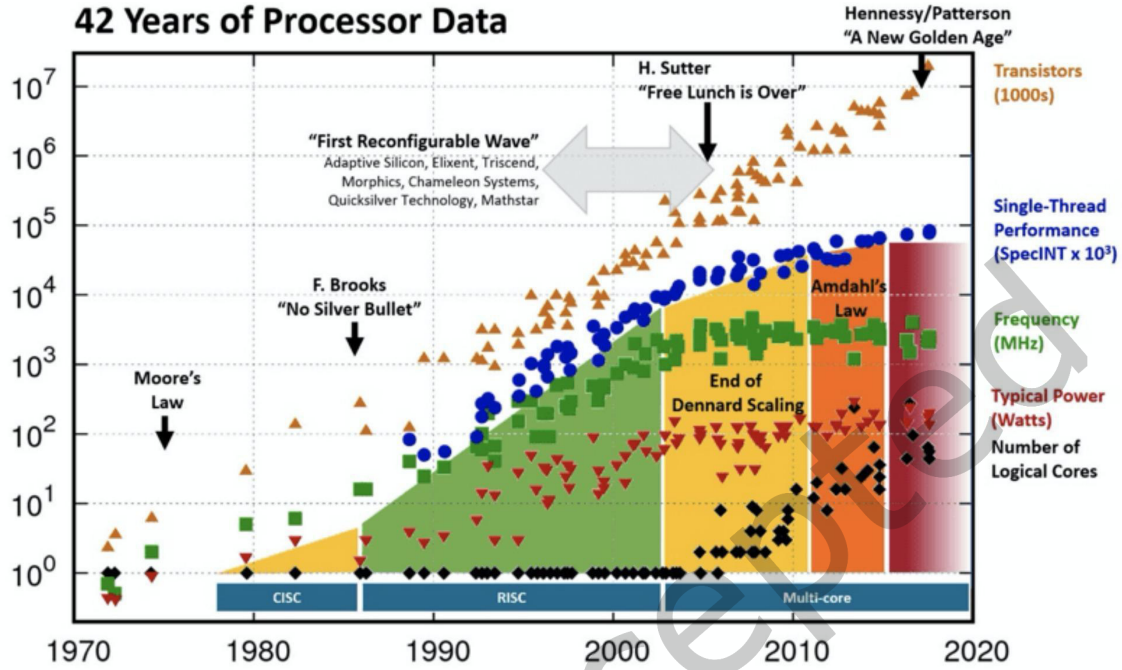 42 Years of Processor Data
Hennessy/Patterson
“A New Golden Age”
H. Sutter
“Free Lunch is Over”
“First Reconfigurable Wave”
Adaptive Silicon, Elixent, Triscend,
Morphics, Chameleon Systems,
Quicksilver Technology, Mathstar
F. Brooks
“No Silver Bullet”
Moore’s
Law
Amdahl’s
Law
End of
Dennard Scaling
10⁷
10⁶
10⁵
10⁴
10³
10²
10¹
10⁰
Transistors
(1000s)
Single-Thread
Performance
(SpecINT x 10³)
Frequency
(MHz)
Typical Power
(Watts)
Number of
Logical Cores
CISC
RISC
Multi-core
1970
1980
1990
2000
2010
2020
epted